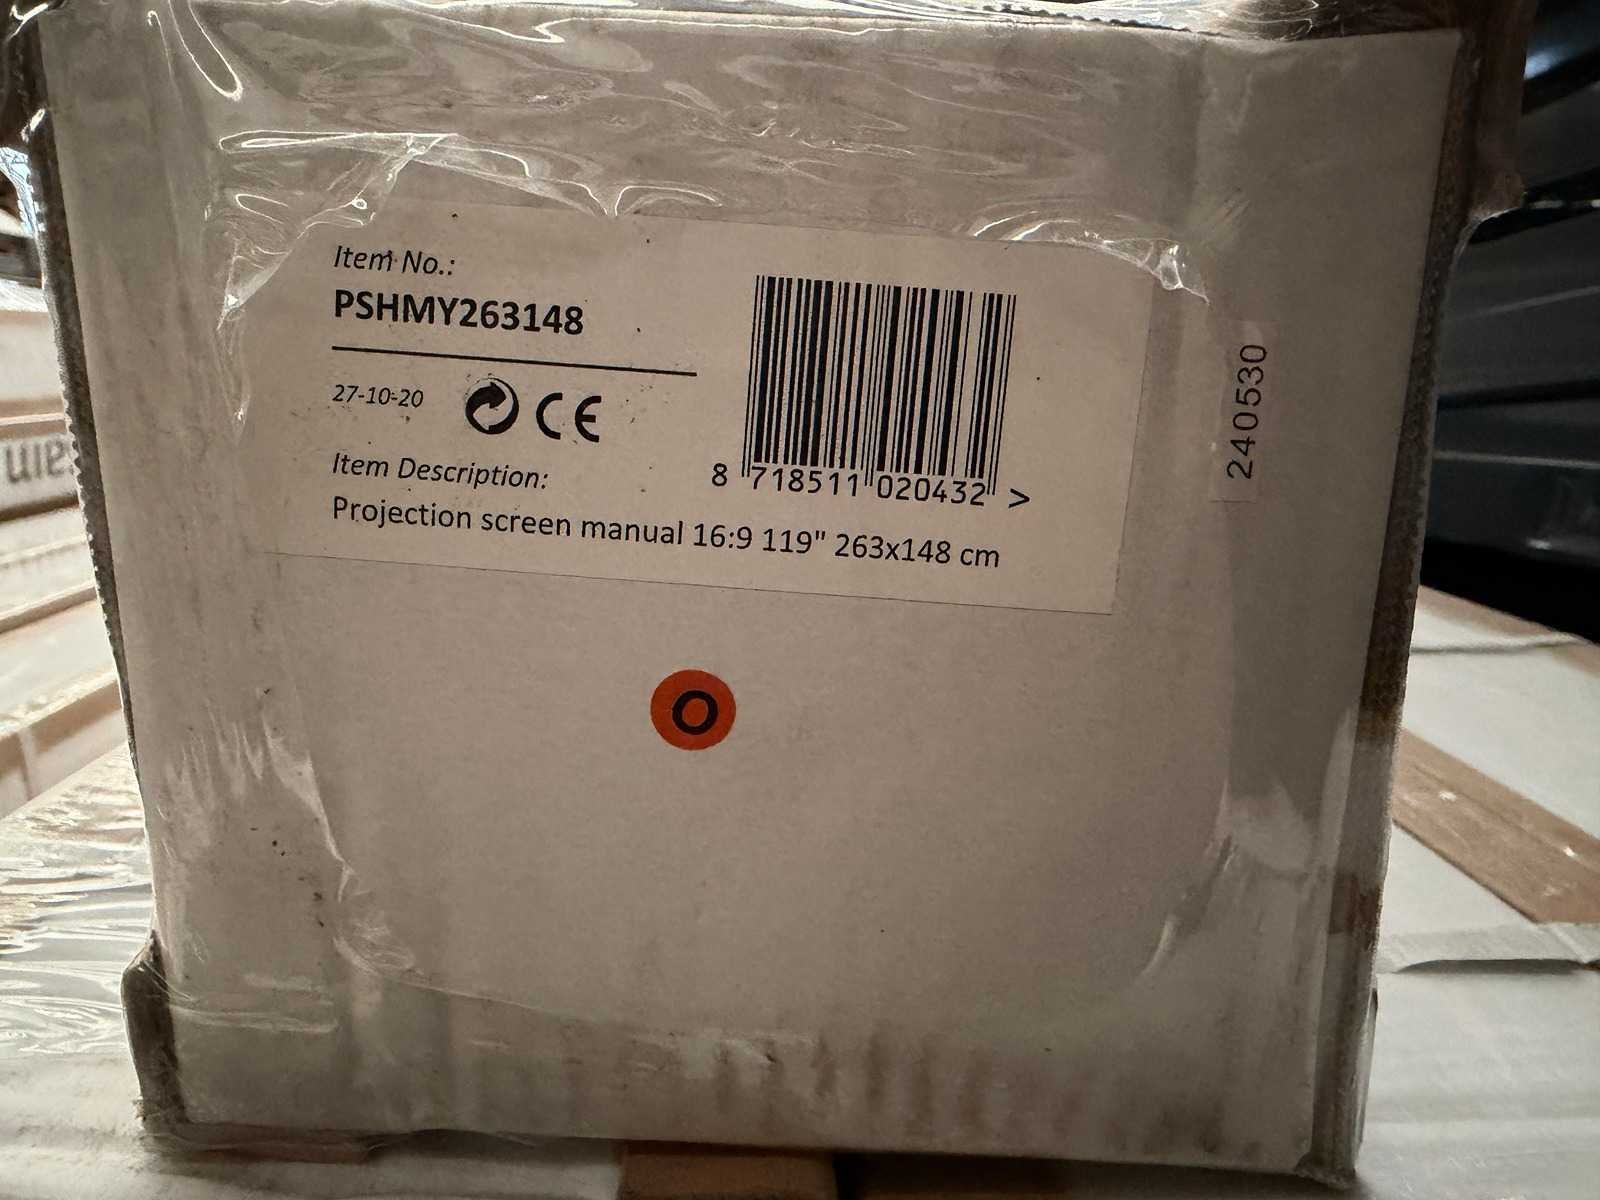 Item No.:
PSHMY263148
27-10-20 CE
Item Description:
Projection screen manual 16:9 119" 263x148 cm
8 718511 020432 >
240530
O